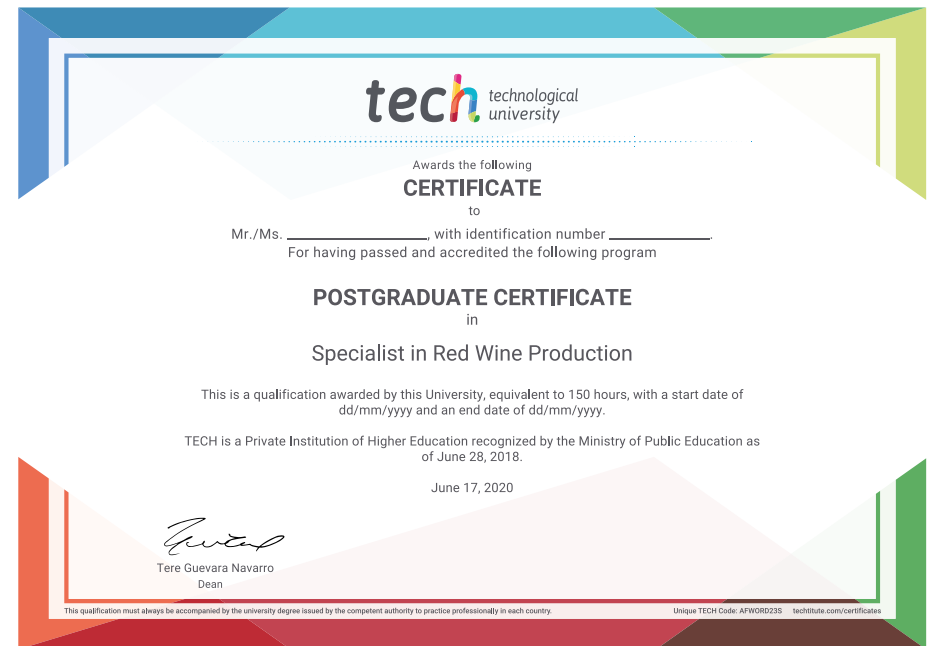 tech technological
university
Awards the following
CERTIFICATE
to
Mr./Ms. ____________________, with identification number ______________.
For having passed and accredited the following program
POSTGRADUATE CERTIFICATE
in
Specialist in Red Wine Production
This is a qualification awarded by this University, equivalent to 150 hours, with a start date of
dd/mm/yyyy and an end date of dd/mm/yyyy.
TECH is a Private Institution of Higher Education recognized by the Ministry of Public Education as
of June 28, 2018.
June 17, 2020
Tere Guevara Navarro
Dean
This qualification must always be accompanied by the university degree issued by the competent authority to practice professionally in each country. Unique TECH Code: AFWORD23S techtitute.com/certificates